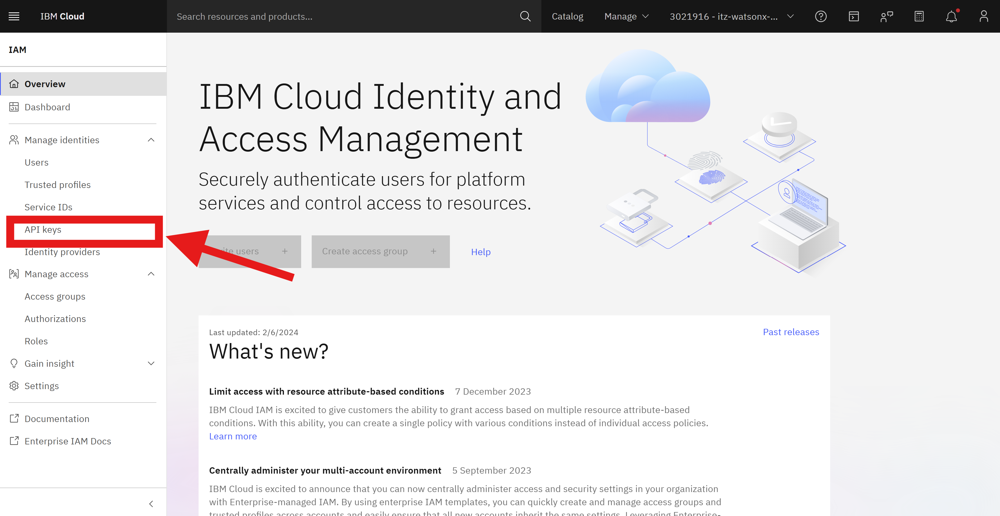 IBM Cloud
Search resources and products...
Catalog
Manage
3021916 - itz-watsonx-...
IAM
Overview
Dashboard
Manage identities
Users
Trusted profiles
Service IDs
API keys
Identity providers
Manage access
Access groups
Authorizations
Roles
Gain insight
Settings
Documentation
Enterprise IAM Docs
IBM Cloud Identity and
Access Management
Securely authenticate users for platform
services and control access to resources.
users +
Create access group +
Help
Last updated: 2/6/2024
Past releases
What's new?
Limit access with resource attribute-based conditions 7 December 2023
IBM Cloud IAM is excited to give customers the ability to grant access based on multiple resource attribute-based
conditions. With this ability, you can create a single policy with various conditions instead of individual access policies.
Learn more
Centrally administer your multi-account environment 5 September 2023
IBM Cloud is excited to announce that you can now centrally administer access and security settings in your organization
with Enterprise-managed IAM. By using enterprise IAM templates, you can quickly create and manage access groups and
trusted profiles across accounts and easily ensure that all new accounts inherit the same settings. Leveraging Enterprise-